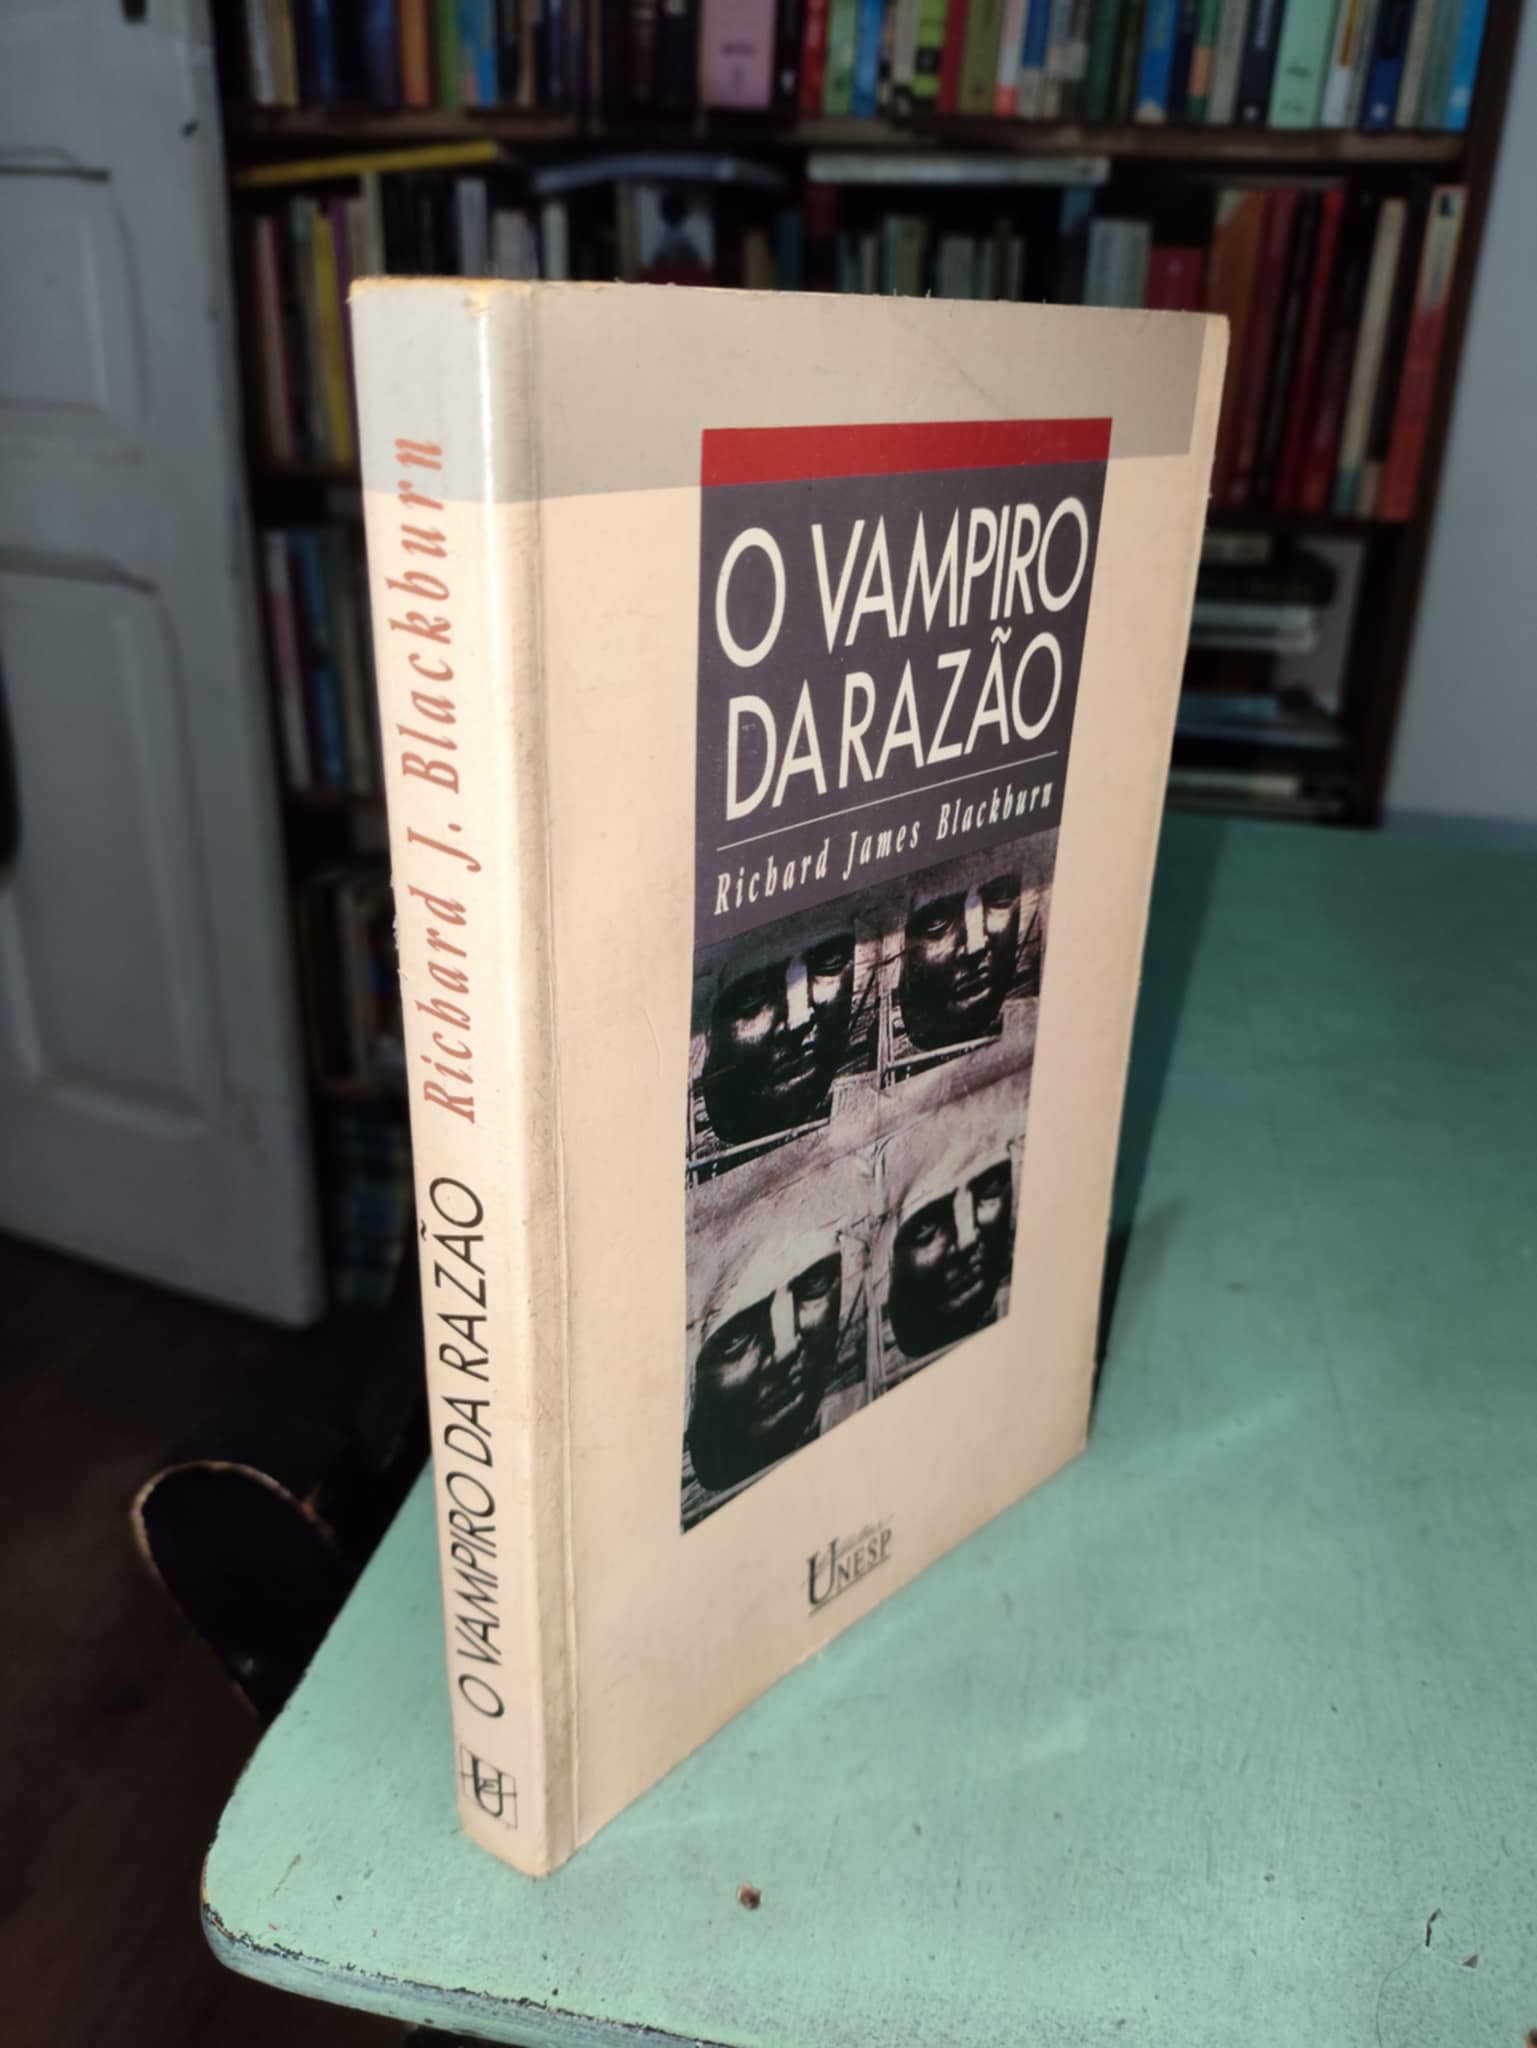 Richard J. Blackburn
O VAMPIRO DA RAZÃO
O VAMPIRO
DA RAZÃO
Richard James Blackburn
UNESP